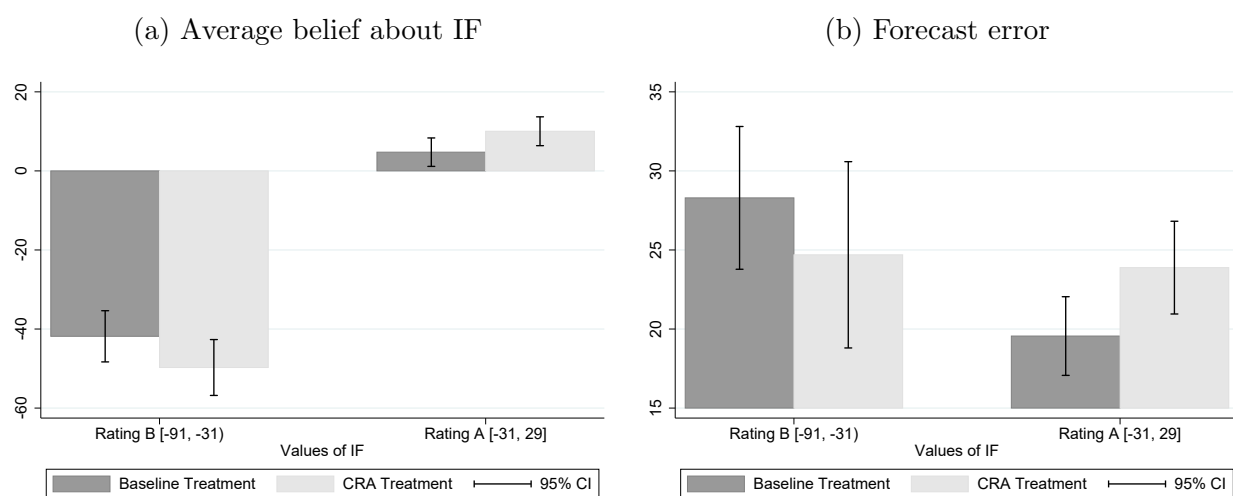 (a) Average belief about IF
20
0
-20
-40
-60
Rating B [-91, -31)
Rating A [-31, 29]
Values of IF
Baseline Treatment
CRA Treatment
95% CI
(b) Forecast error
35
30
25
20
15
Rating B [-91, -31)
Rating A [-31, 29]
Values of IF
Baseline Treatment
CRA Treatment
95% CI